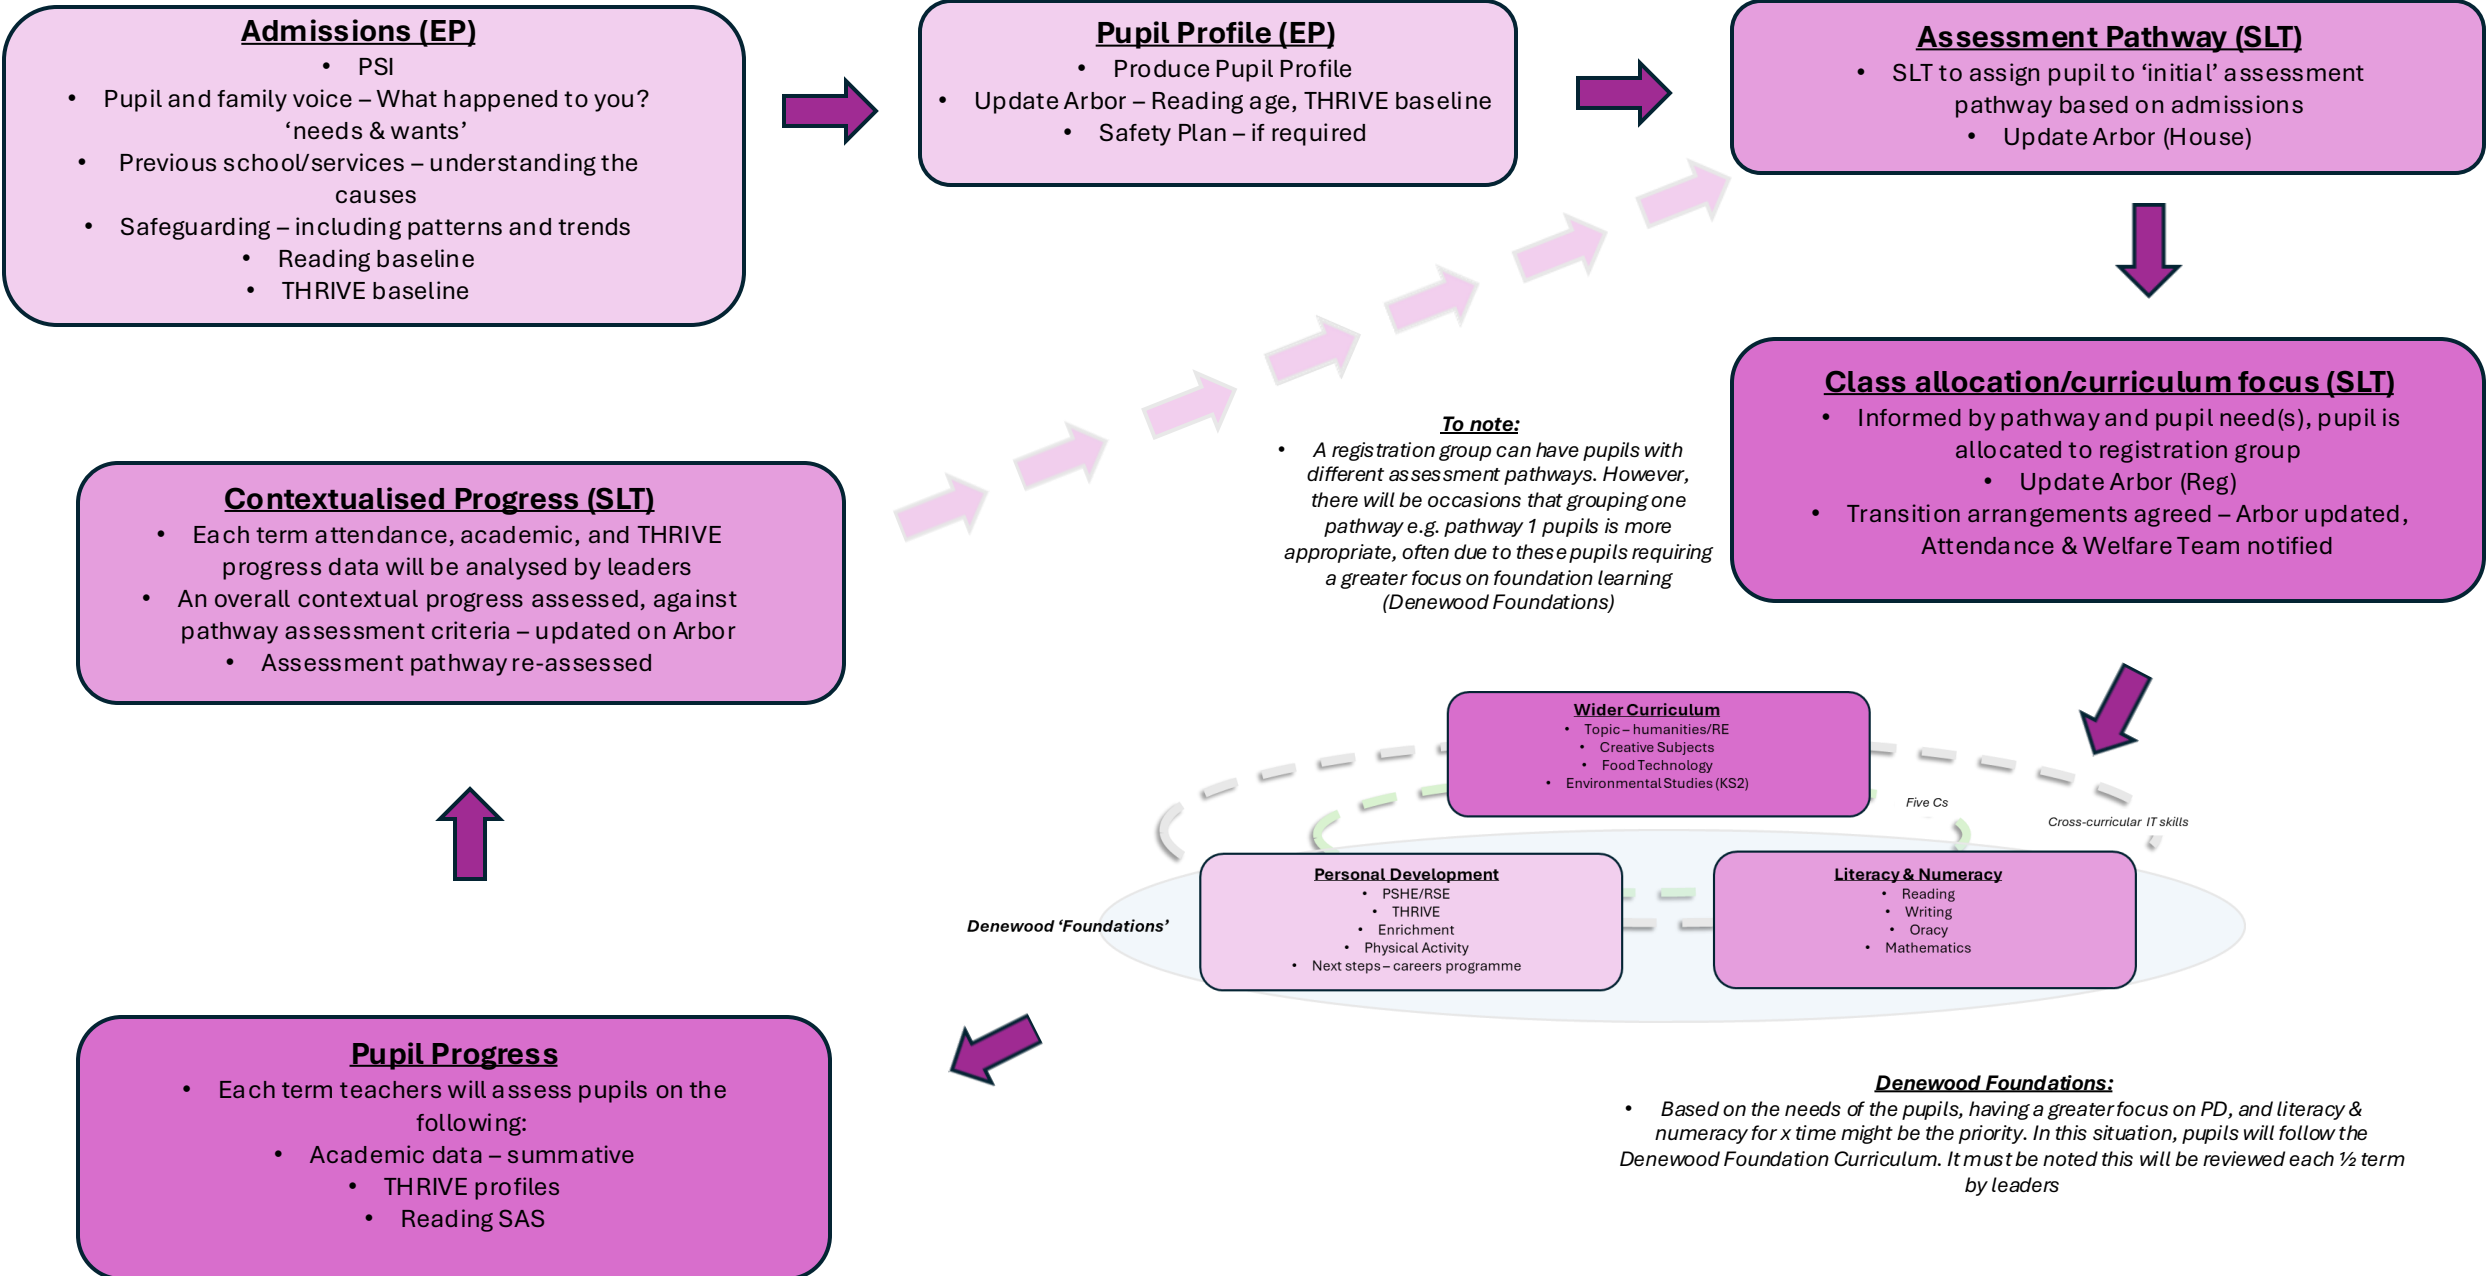 Admissions (EP)
• PSI
• Pupil and family voice – What happened to you?
‘needs & wants’
• Previous school/services – understanding the
causes
• Safeguarding – including patterns and trends
• Reading baseline
• THRIVE baseline
Pupil Profile (EP)
• Produce Pupil Profile
• Update Arbor – Reading age, THRIVE baseline
• Safety Plan – if required
Assessment Pathway (SLT)
• SLT to assign pupil to ‘initial’ assessment
pathway based on admissions
• Update Arbor (House)
Class allocation/curriculum focus (SLT)
• Informed by pathway and pupil need(s), pupil is
allocated to registration group
• Update Arbor (Reg)
• Transition arrangements agreed – Arbor updated,
Attendance & Welfare Team notified
To note:
• A registration group can have pupils with
different assessment pathways. However,
there will be occasions that grouping one
pathway e.g. pathway 1 pupils is more
appropriate, often due to these pupils requiring
a greater focus on foundation learning
(Denewood Foundations)
Contextualised Progress (SLT)
• Each term attendance, academic, and THRIVE
progress data will be analysed by leaders
• An overall contextual progress assessed, against
pathway assessment criteria – updated on Arbor
• Assessment pathway re-assessed
Wider Curriculum
• Topic – humanities/RE
• Creative Subjects
• Food Technology
• Environmental Studies (KS2)
Five Cs
Cross-curricular IT skills
Personal Development
• PSHE/RSE
• THRIVE
• Enrichment
• Physical Activity
• Next steps – careers programme
Literacy & Numeracy
• Reading
• Writing
• Oracy
• Mathematics
Denewood ‘Foundations’
Pupil Progress
• Each term teachers will assess pupils on the
following:
• Academic data – summative
• THRIVE profiles
• Reading SAS
Denewood Foundations:
• Based on the needs of the pupils, having a greater focus on PD, and literacy &
numeracy for x time might be the priority. In this situation, pupils will follow the
Denewood Foundation Curriculum. It must be noted this will be reviewed each ½ term
by leaders